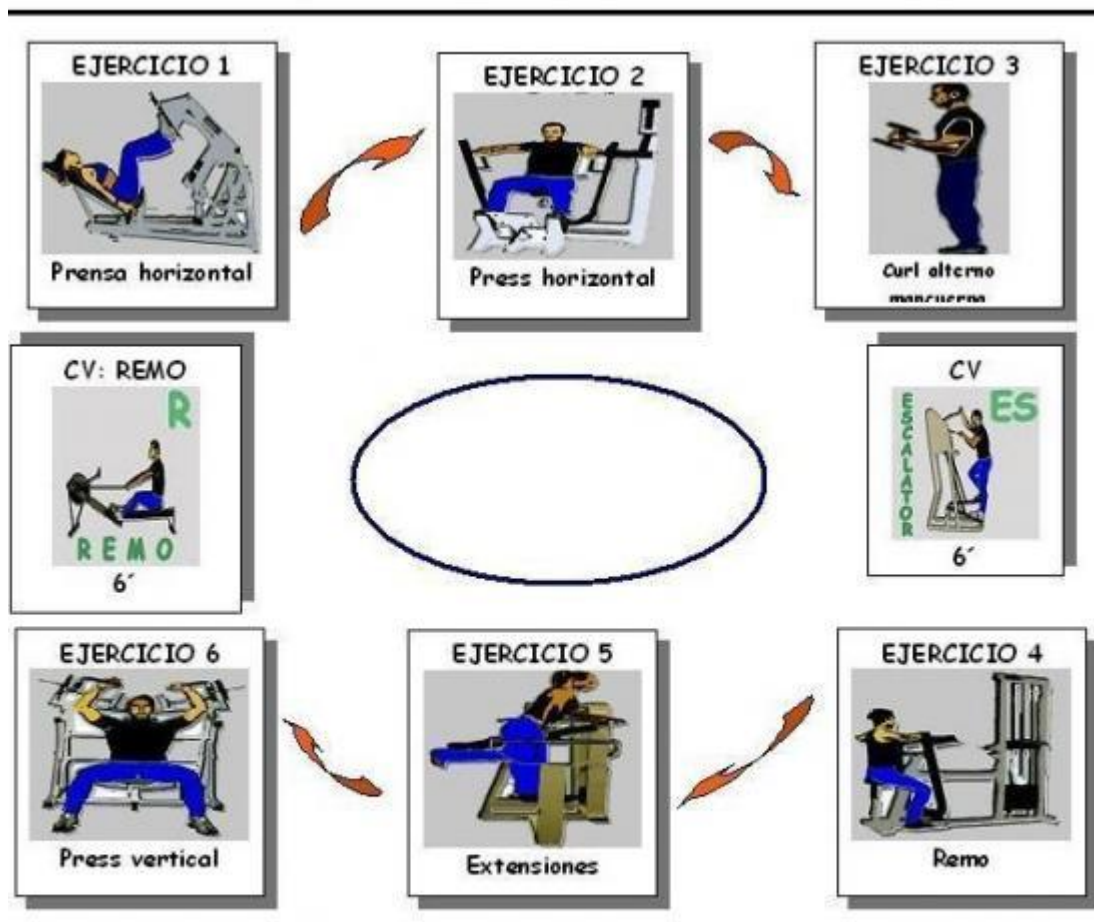 EJERCICIO 1
Prensa horizontal
EJERCICIO 2
Press horizontal
EJERCICIO 3
Curl alterno
mancuerna
CV: REMO
R
REMO
6´
CV
ES
ESCALATOR
6´
EJERCICIO 6
Press vertical
EJERCICIO 5
Extensiones
EJERCICIO 4
Remo